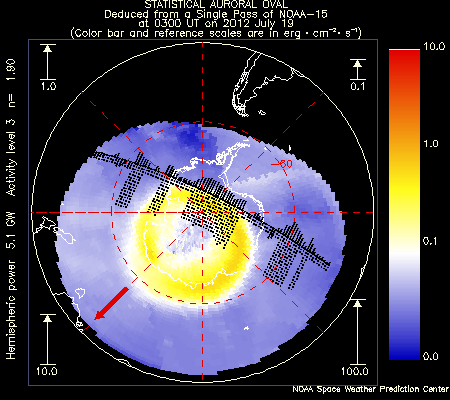 STATISTICAL AURORAL OVAL
Deduced from a Single Pass of NOAA-15
at 0300 UT on 2012 July 19
(Color bar and reference scales are in erg · cm⁻² · s⁻¹)
Hemispheric power 5.1 GW Activity level 3 n= 1.90
1.0
0.1
-60
10.0
100.0
10.0
1.0
0.1
0.0
NOAA Space Weather Prediction Center